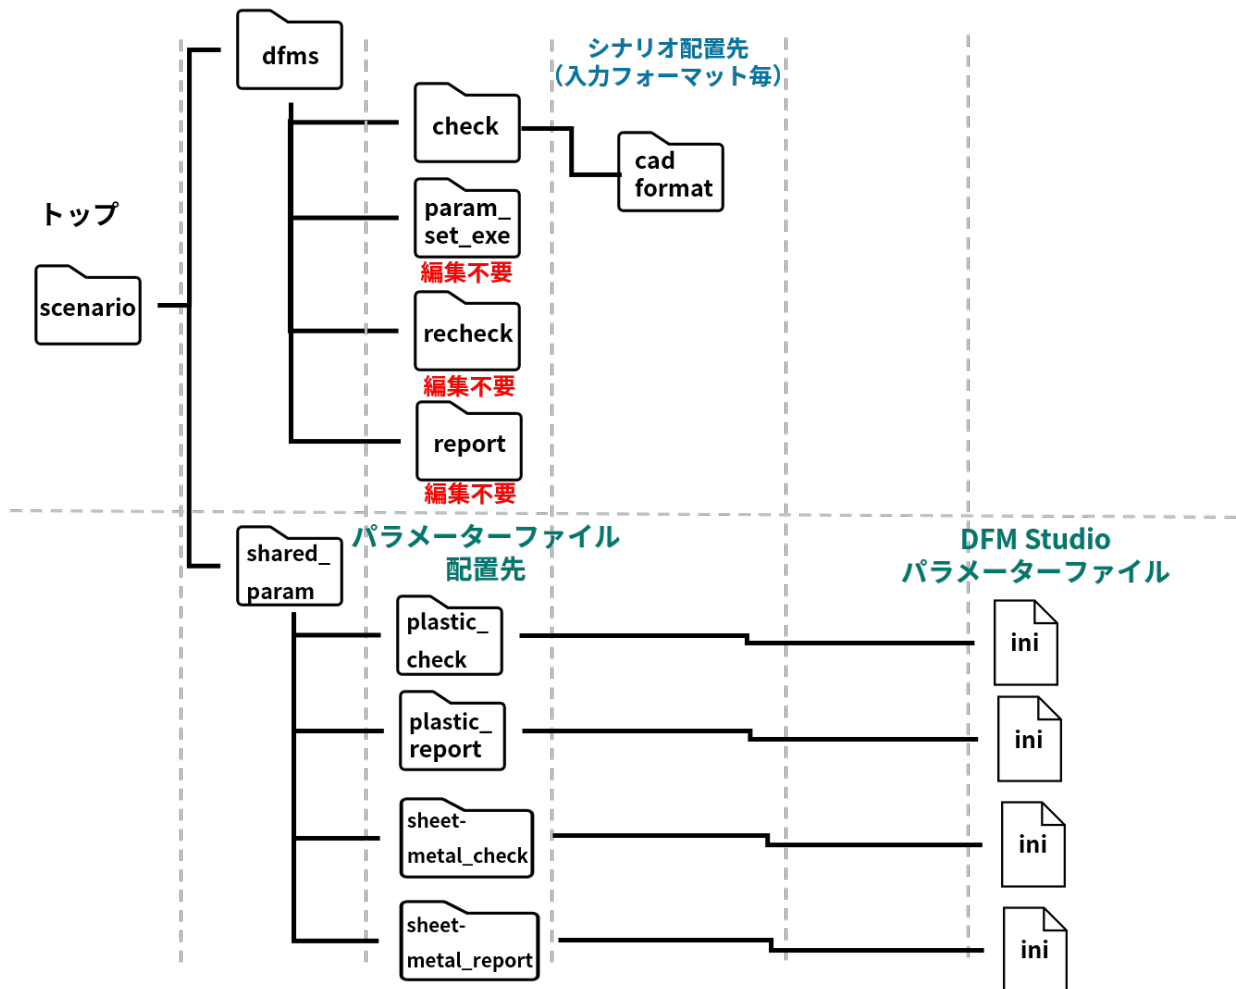 dfms
シナリオ配置先
（入力フォーマット毎）
check
cad
format
トップ
param_
set_exe
編集不要
scenario
recheck
編集不要
report
編集不要
shared_
param
パラメーターファイル
配置先
DFM Studio
パラメーターファイル
plastic_
check
ini
plastic_
report
ini
sheet-
metal_check
ini
sheet-
metal_report
ini